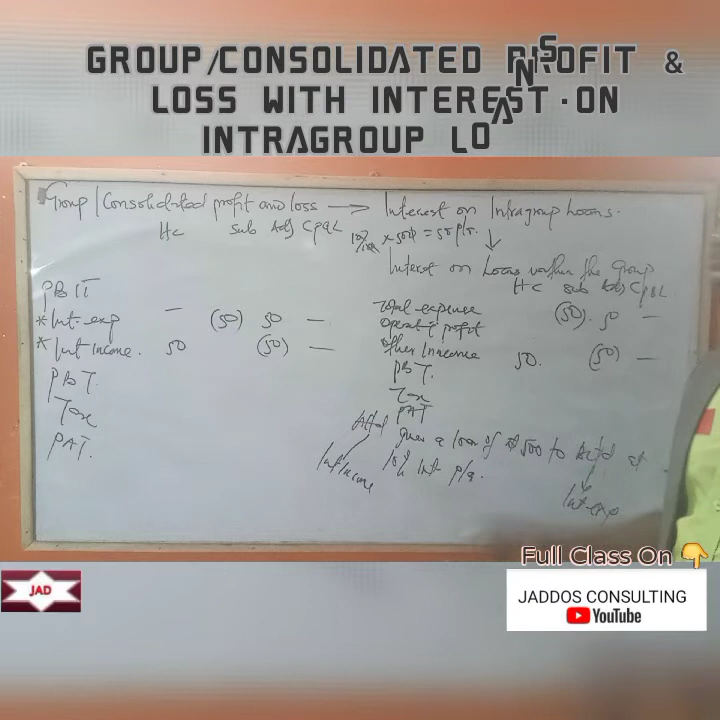 GROUP/CONSOLIDATED PROFIT &
LOSS WITH INTEREST ON
INTRAGROUP LOANS
Group/Consolidated profit and loss → Interest on Intragroup Loans.
HC Sub Adj CP&L 10/100 x 500 = 50 p/a.
Interest on Loans within the Group
HC Sub Adj CP&L
PBIT
*Int. exp – (50) 50 –
*Int income. 50 (50) –
PBT.
Tax
PAT.
Total expense (50). 50 –
Operating profit
Other Income 50. (50) –
PBT.
Tax
PAT
gives a loan of 500 to at
10% Int p/a.
Int Income
Int. exp
Full Class On 👇
JAD
JADDOS CONSULTING
YouTube